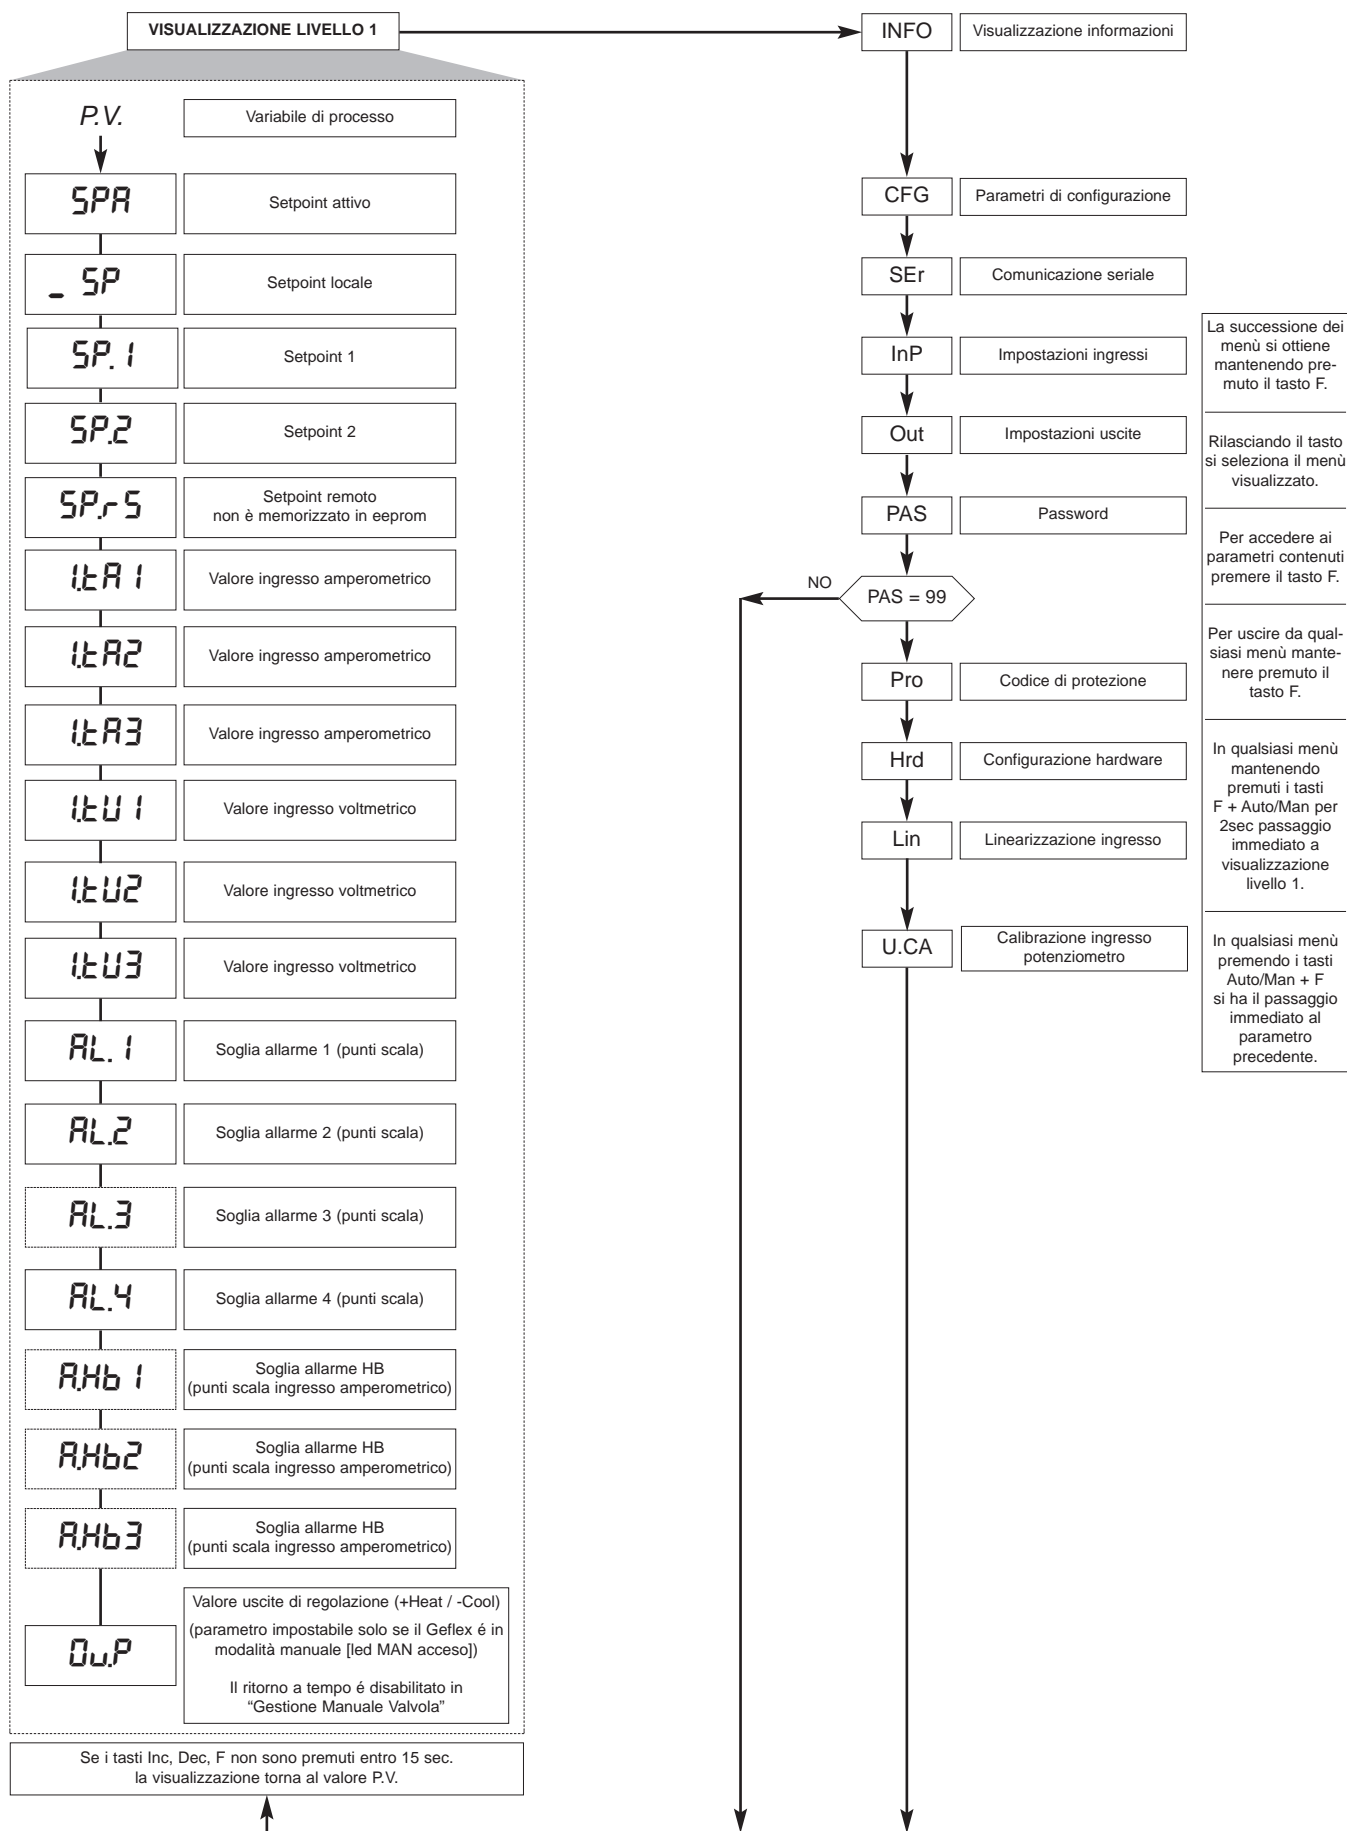 VISUALIZZAZIONE LIVELLO 1
P.V.
Variabile di processo
SPA
Setpoint attivo
_ SP
Setpoint locale
SP. 1
Setpoint 1
SP.2
Setpoint 2
SP.rS
Setpoint remoto
non è memorizzato in eeprom
I.tA1
Valore ingresso amperometrico
I.tA2
Valore ingresso amperometrico
I.tA3
Valore ingresso amperometrico
I.tU1
Valore ingresso voltmetrico
I.tU2
Valore ingresso voltmetrico
I.tU3
Valore ingresso voltmetrico
AL. 1
Soglia allarme 1 (punti scala)
AL.2
Soglia allarme 2 (punti scala)
AL.3
Soglia allarme 3 (punti scala)
AL.4
Soglia allarme 4 (punti scala)
A.Hb 1
Soglia allarme HB
(punti scala ingresso amperometrico)
A.Hb2
Soglia allarme HB
(punti scala ingresso amperometrico)
A.Hb3
Soglia allarme HB
(punti scala ingresso amperometrico)
Ou.P
Valore uscite di regolazione (+Heat / -Cool)
(parametro impostabile solo se il Geflex é in
modalità manuale [led MAN acceso])
Il ritorno a tempo é disabilitato in
“Gestione Manuale Valvola”
Se i tasti Inc, Dec, F non sono premuti entro 15 sec.
la visualizzazione torna al valore P.V.
INFO
Visualizzazione informazioni
CFG
Parametri di configurazione
SEr
Comunicazione seriale
InP
Impostazioni ingressi
Out
Impostazioni uscite
PAS
Password
NO
PAS = 99
Pro
Codice di protezione
Hrd
Configurazione hardware
Lin
Linearizzazione ingresso
U.CA
Calibrazione ingresso
potenziometro
La successione dei
menù si ottiene
mantenendo pre-
muto il tasto F.
Rilasciando il tasto
si seleziona il menù
visualizzato.
Per accedere ai
parametri contenuti
premere il tasto F.
Per uscire da qual-
siasi menù mante-
nere premuto il
tasto F.
In qualsiasi menù
mantenendo
premuti i tasti
F + Auto/Man per
2sec passaggio
immediato a
visualizzazione
livello 1.
In qualsiasi menù
premendo i tasti
Auto/Man + F
si ha il passaggio
immediato al
parametro
precedente.